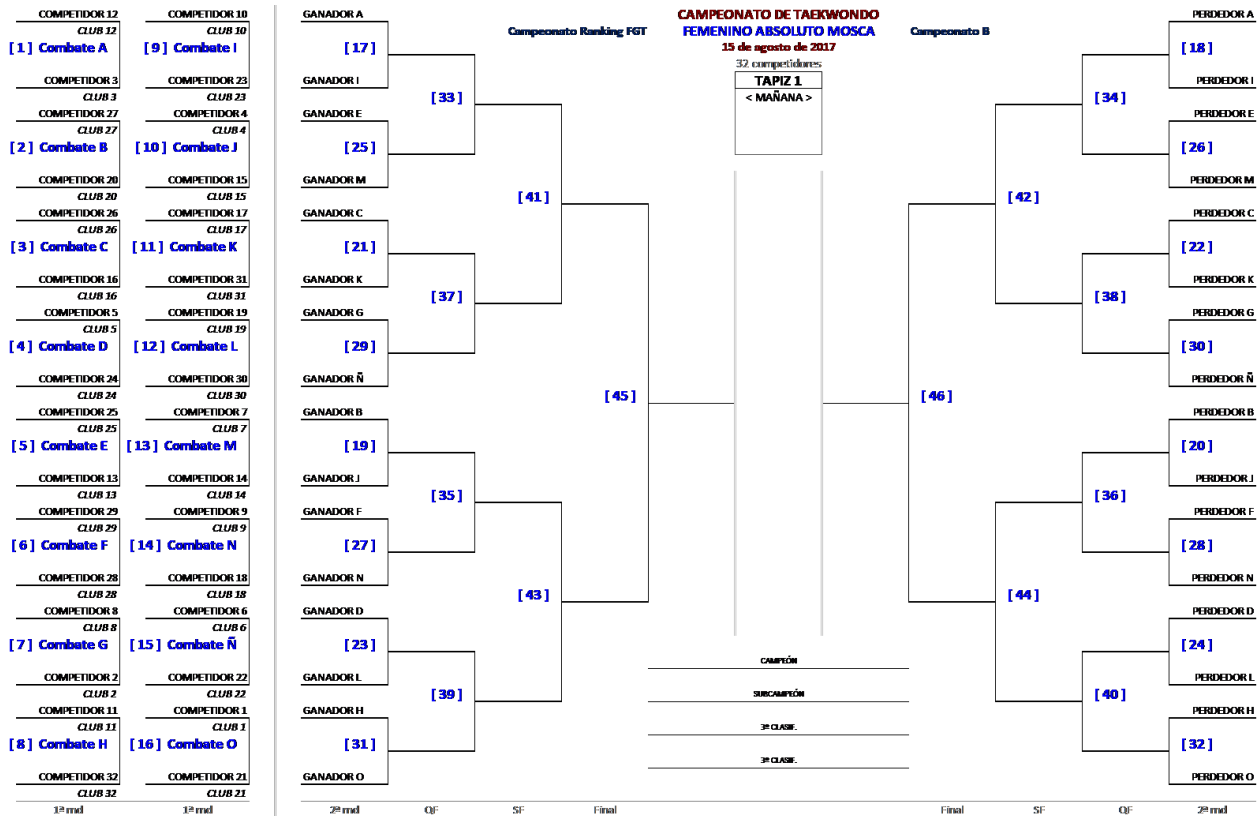 CAMPEONATO DE TAEKWONDO
Campeonato Ranking FGT
FEMENINO ABSOLUTO MOSCA
Campeonato B
15 de agosto de 2017
32 competidores
TAPIZ 1
< MAÑANA >
COMPETIDOR 12
CLUB 12
[ 1 ] Combate A
COMPETIDOR 3
CLUB 3
COMPETIDOR 27
CLUB 27
[ 2 ] Combate B
COMPETIDOR 20
CLUB 20
COMPETIDOR 26
CLUB 26
[ 3 ] Combate C
COMPETIDOR 16
CLUB 16
COMPETIDOR 5
CLUB 5
[ 4 ] Combate D
COMPETIDOR 24
CLUB 24
COMPETIDOR 25
CLUB 25
[ 5 ] Combate E
COMPETIDOR 13
CLUB 13
COMPETIDOR 29
CLUB 29
[ 6 ] Combate F
COMPETIDOR 28
CLUB 28
COMPETIDOR 8
CLUB 8
[ 7 ] Combate G
COMPETIDOR 2
CLUB 2
COMPETIDOR 11
CLUB 11
[ 8 ] Combate H
COMPETIDOR 32
CLUB 32
1ª rnd
COMPETIDOR 10
CLUB 10
[ 9 ] Combate I
COMPETIDOR 23
CLUB 23
COMPETIDOR 4
CLUB 4
[ 10 ] Combate J
COMPETIDOR 15
CLUB 15
COMPETIDOR 17
CLUB 17
[ 11 ] Combate K
COMPETIDOR 31
CLUB 31
COMPETIDOR 19
CLUB 19
[ 12 ] Combate L
COMPETIDOR 30
CLUB 30
COMPETIDOR 7
CLUB 7
[ 13 ] Combate M
COMPETIDOR 14
CLUB 14
COMPETIDOR 9
CLUB 9
[ 14 ] Combate N
COMPETIDOR 18
CLUB 18
COMPETIDOR 6
CLUB 6
[ 15 ] Combate Ñ
COMPETIDOR 22
CLUB 22
COMPETIDOR 1
CLUB 1
[ 16 ] Combate O
COMPETIDOR 21
CLUB 21
1ª rnd
GANADOR A
[ 17 ]
GANADOR I
GANADOR E
[ 25 ]
GANADOR M
GANADOR C
[ 21 ]
GANADOR K
GANADOR G
[ 29 ]
GANADOR Ñ
GANADOR B
[ 19 ]
GANADOR J
GANADOR F
[ 27 ]
GANADOR N
GANADOR D
[ 23 ]
GANADOR L
GANADOR H
[ 31 ]
GANADOR O
2ª rnd
[ 33 ]
[ 37 ]
[ 35 ]
[ 39 ]
QF
[ 41 ]
[ 43 ]
SF
[ 45 ]
Final
CAMPEÓN
SUBCAMPEÓN
3ª CLASIF.
3ª CLASIF.
[ 46 ]
Final
[ 42 ]
[ 44 ]
SF
[ 34 ]
[ 38 ]
[ 36 ]
[ 40 ]
QF
PERDEDOR A
[ 18 ]
PERDEDOR I
PERDEDOR E
[ 26 ]
PERDEDOR M
PERDEDOR C
[ 22 ]
PERDEDOR K
PERDEDOR G
[ 30 ]
PERDEDOR Ñ
PERDEDOR B
[ 20 ]
PERDEDOR J
PERDEDOR F
[ 28 ]
PERDEDOR N
PERDEDOR D
[ 24 ]
PERDEDOR L
PERDEDOR H
[ 32 ]
PERDEDOR O
2ª rnd